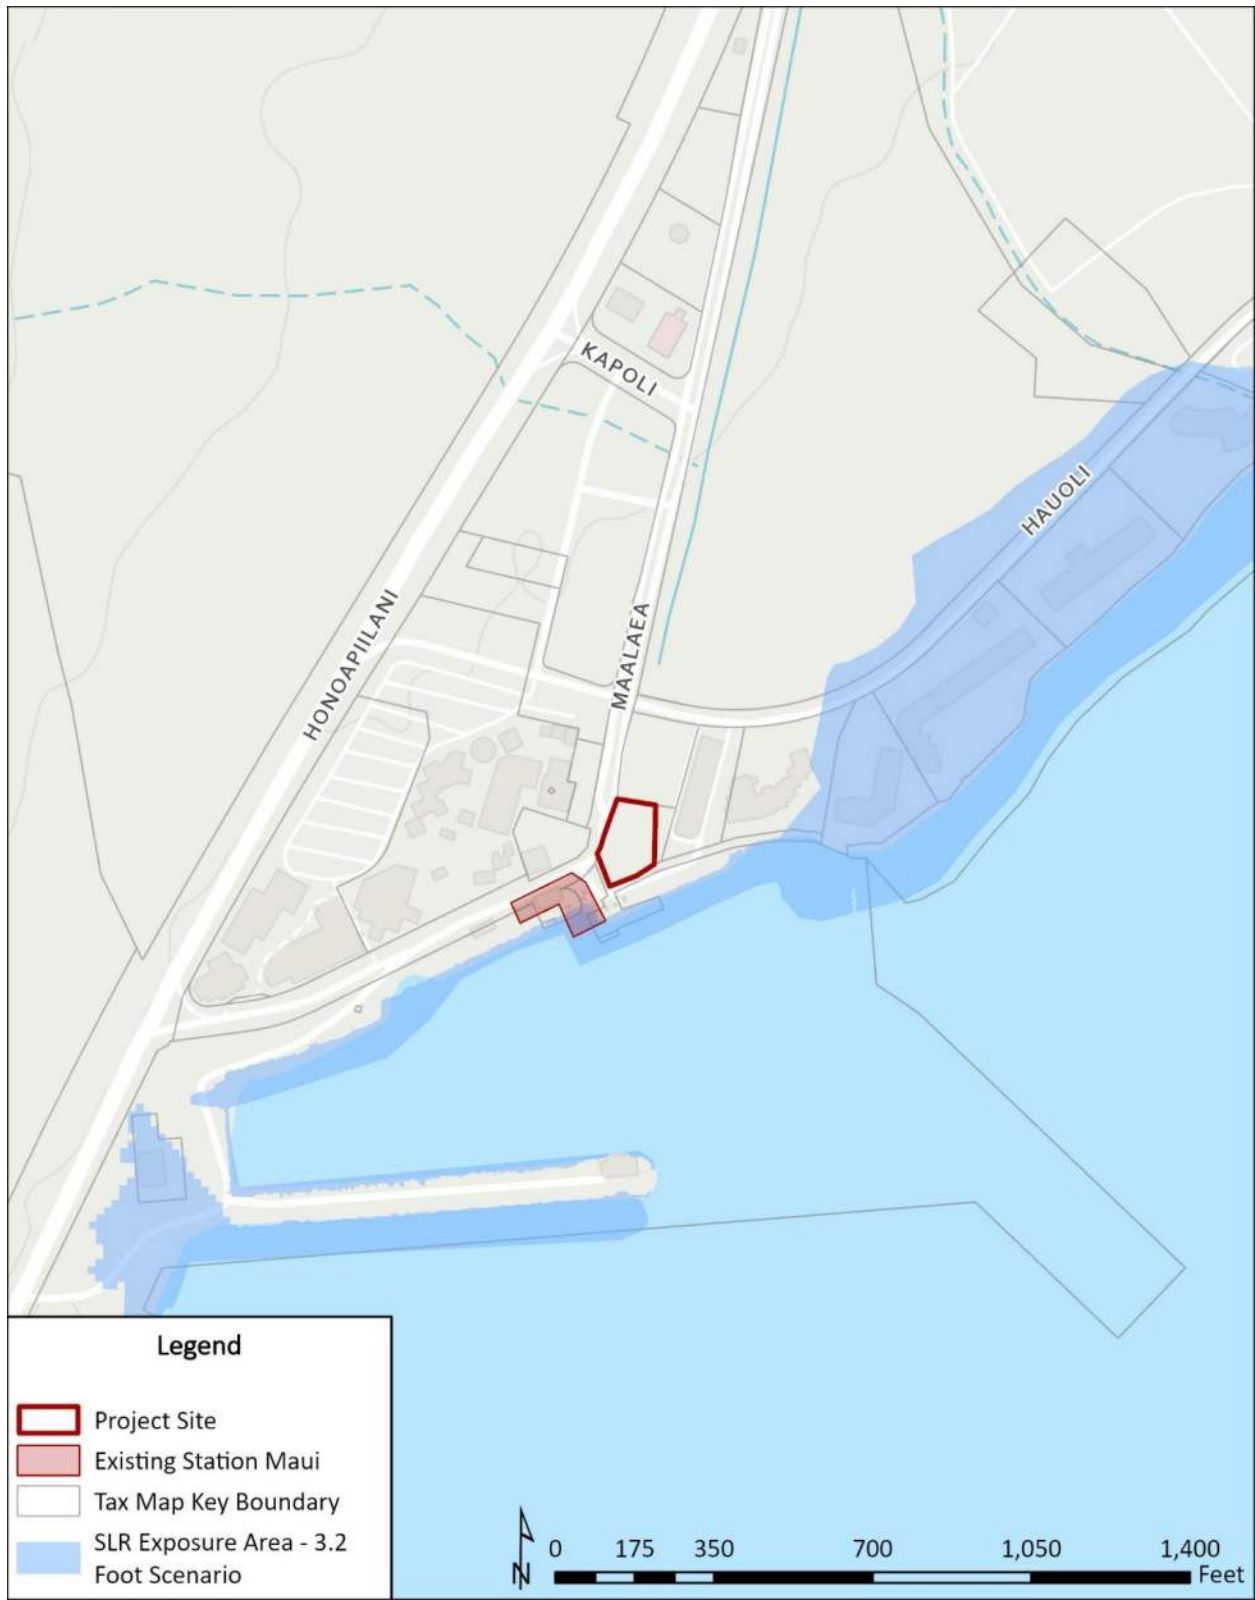 KAPOLI
HAUOLI
MAALAEA
HONOAPIILANI
Legend
Project Site
Existing Station Maui
Tax Map Key Boundary
SLR Exposure Area - 3.2
Foot Scenario
N
0 175 350 700 1,050 1,400
Feet